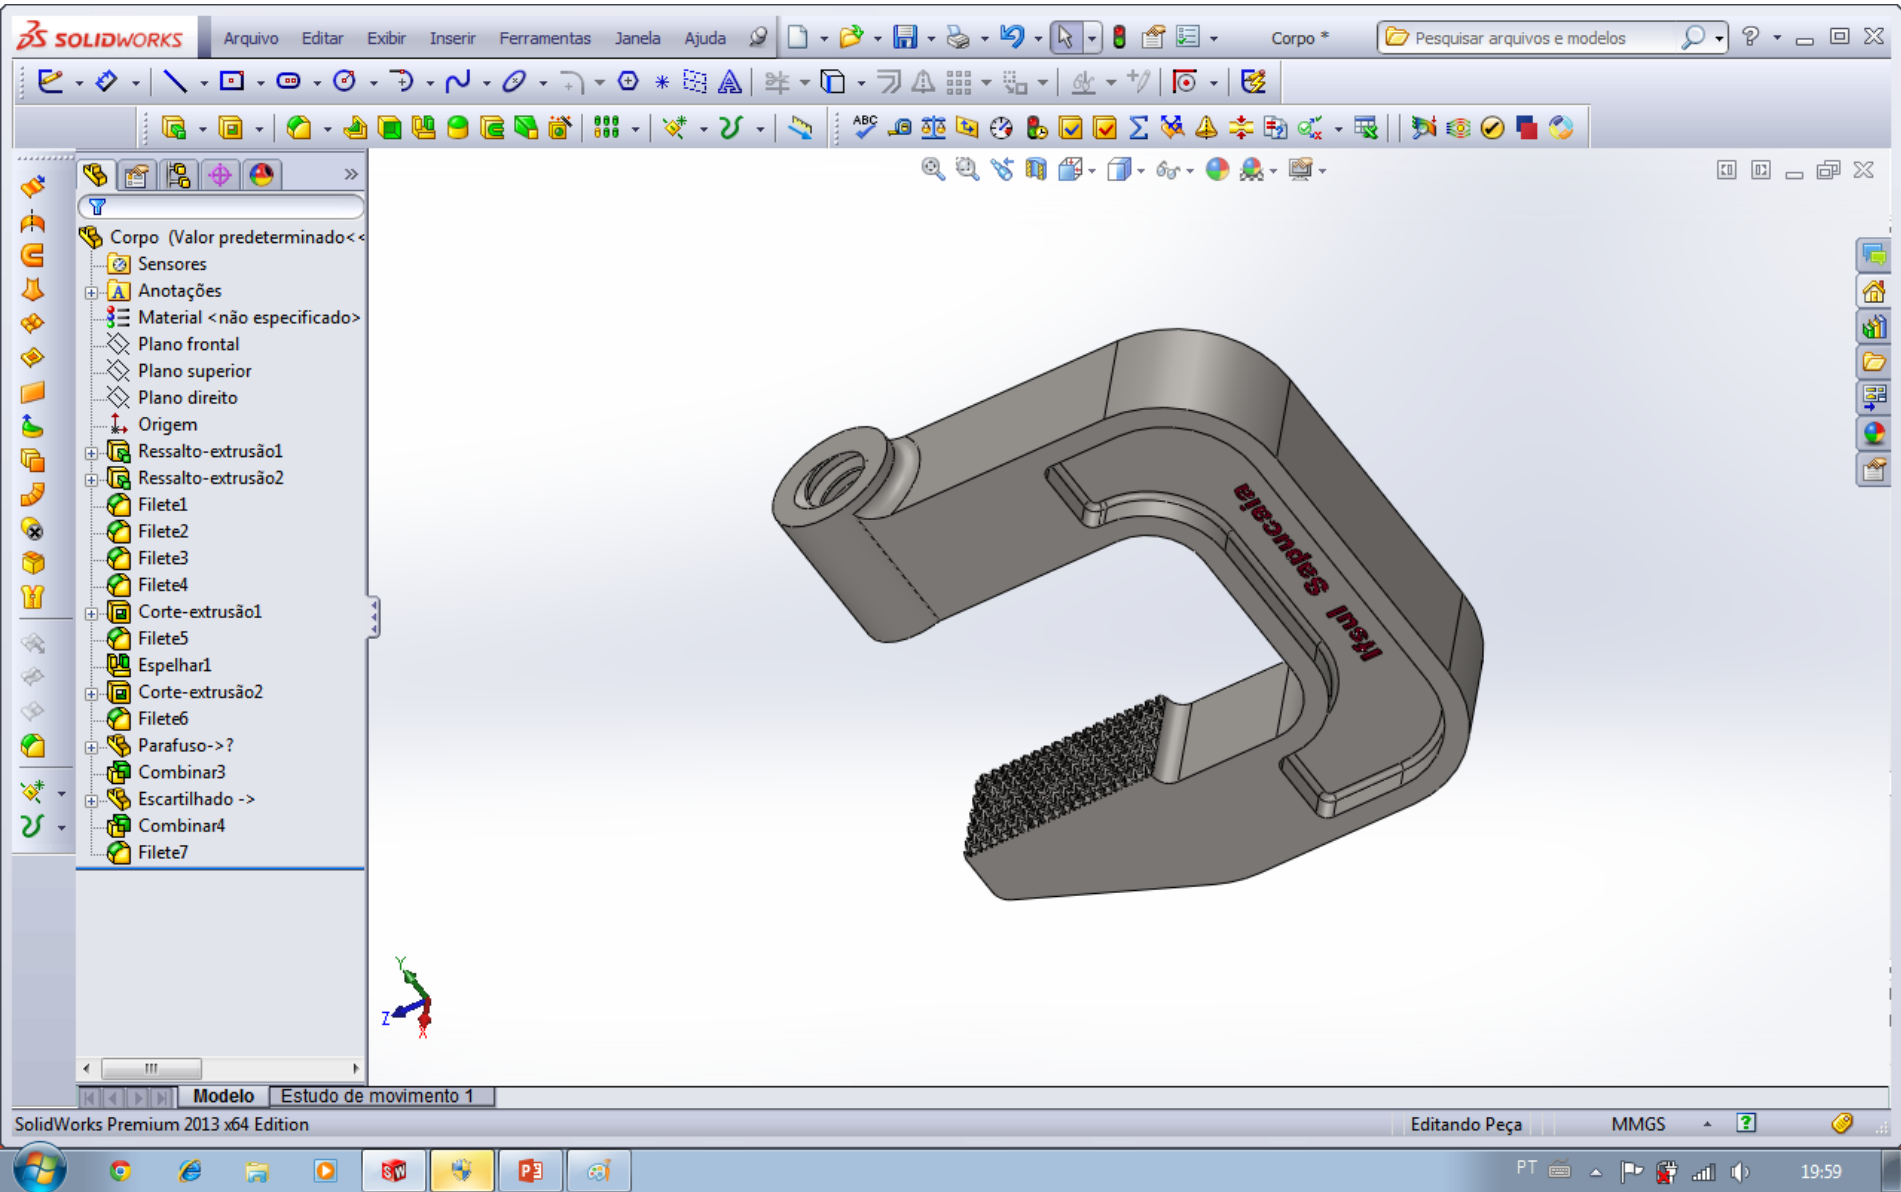 SOLIDWORKS
Arquivo Editar Exibir Inserir Ferramentas Janela Ajuda
Corpo *
Pesquisar arquivos e modelos
ABC
Corpo (Valor predeterminado<<
Sensores
Anotações
Material <não especificado>
Plano frontal
Plano superior
Plano direito
Origem
Ressalto-extrusão1
Ressalto-extrusão2
Filete1
Filete2
Filete3
Filete4
Corte-extrusão1
Filete5
Espelhar1
Corte-extrusão2
Filete6
Parafuso->?
Combinar3
Escartilhado ->
Combinar4
Filete7
Ifsul Sapucaia
Y
Z
X
Modelo Estudo de movimento 1
SolidWorks Premium 2013 x64 Edition
Editando Peça
MMGS
PT
19:59